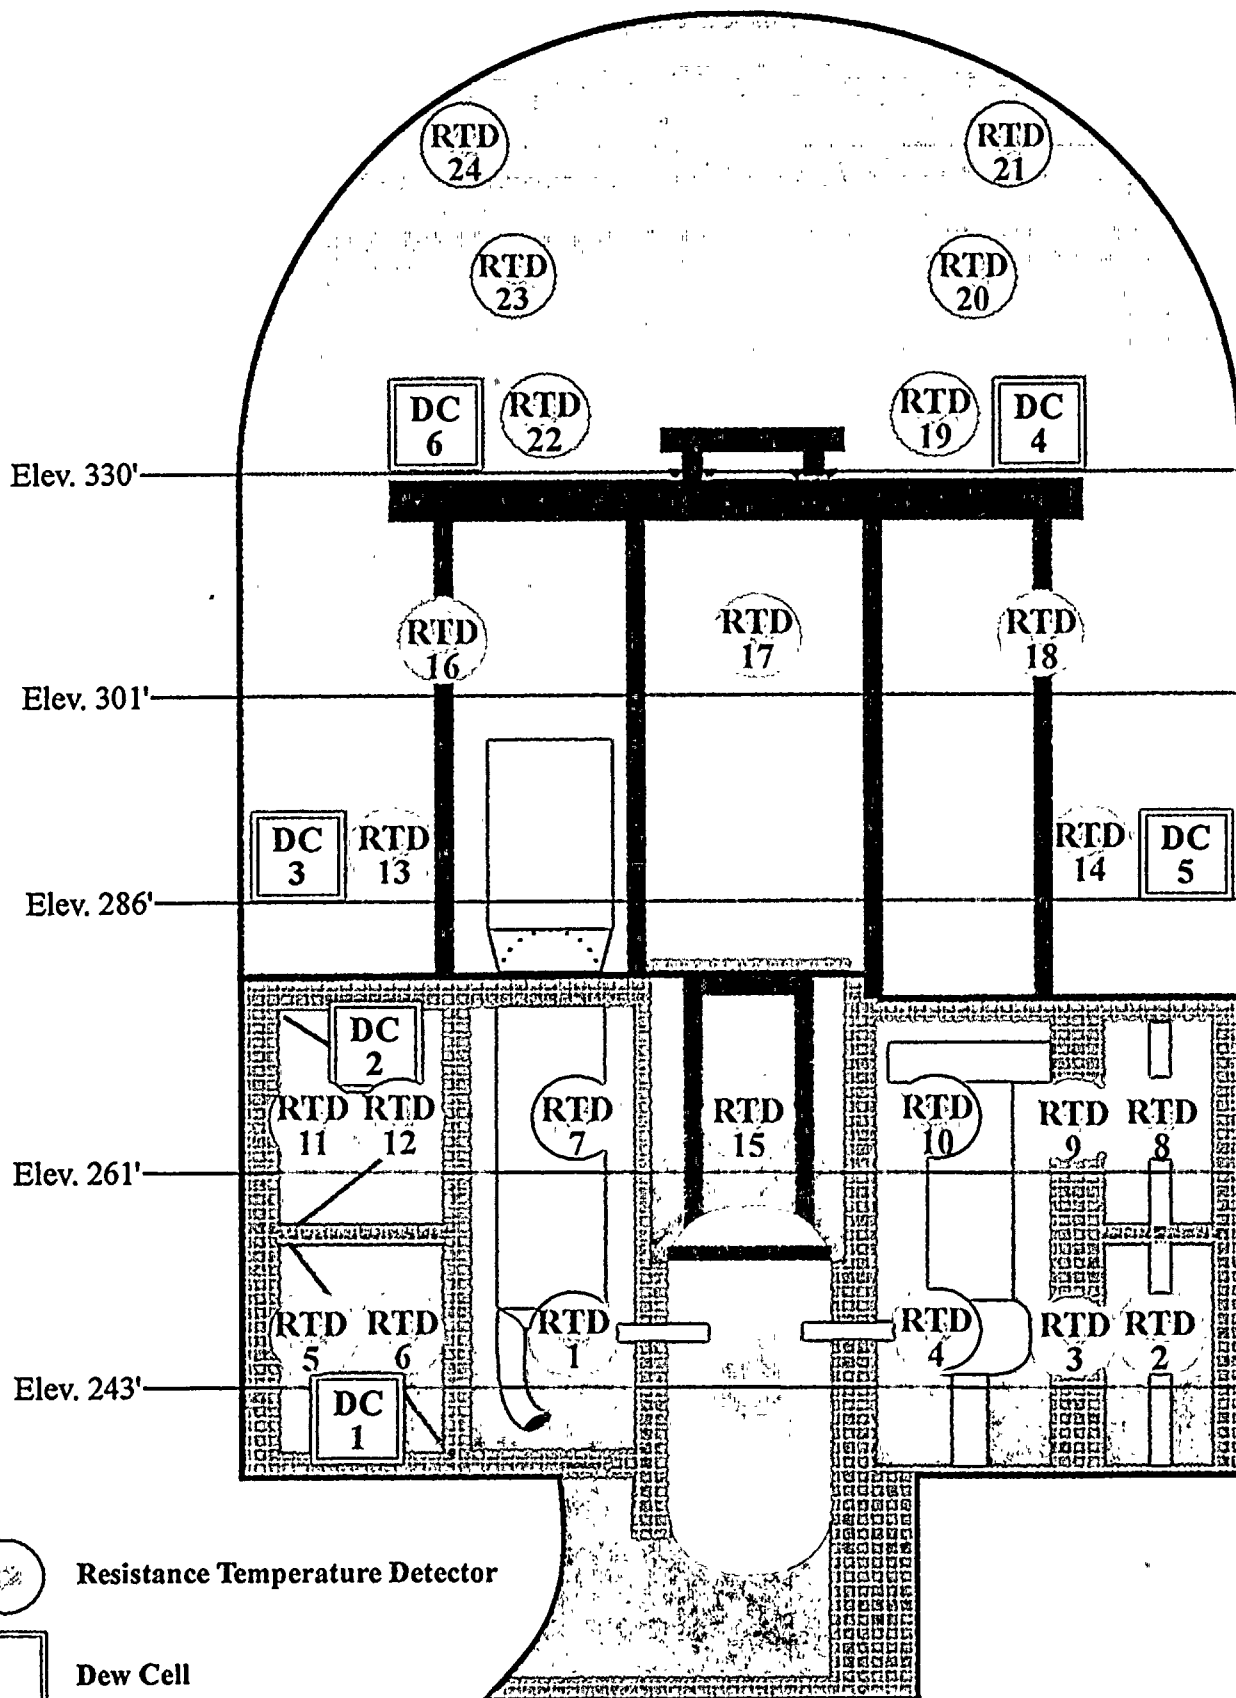 RTD
24
RTD
21
RTD
23
RTD
20
DC
6
RTD
22
RTD
19
DC
4
Elev. 330'
RTD
16
RTD
17
RTD
18
Elev. 301'
DC
3
RTD
13
RTD
14
DC
5
Elev. 286'
DC
2
RTD
11
RTD
12
RTD
7
RTD
15
RTD
10
RTD
9
RTD
8
Elev. 261'
RTD
5
RTD
6
RTD
1
RTD
4
RTD
3
RTD
2
Elev. 243'
DC
1
Resistance Temperature Detector
Dew Cell